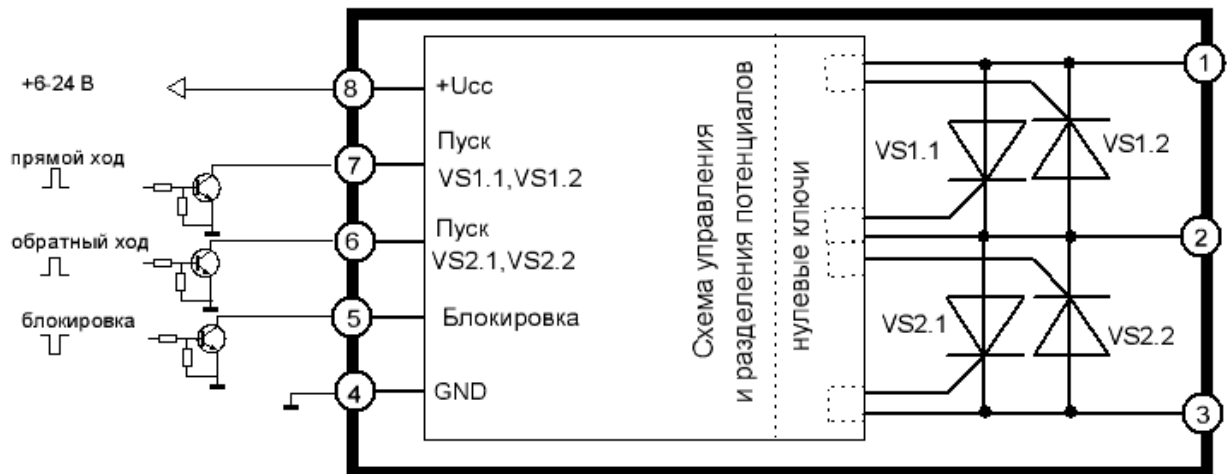 +6-24 В
прямой ход
обратный ход
блокировка
8
7
6
5
4
+Ucc
Пуск
VS1.1,VS1.2
Пуск
VS2.1,VS2.2
Блокировка
GND
Схема управления
и разделения потенциалов
нулевые ключи
VS1.1
VS1.2
VS2.1
VS2.2
1
2
3